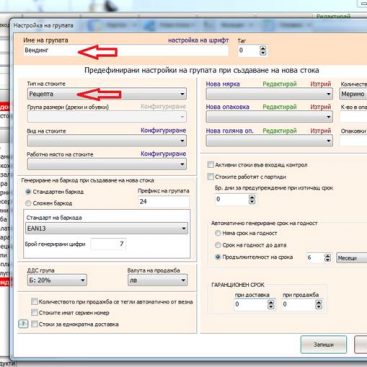 Настройка на групата
Име на групата
настройка на шрифт
Таг
Вендинг
0
Предефинирани настройки на групата при създаване на нова стока
Тип на стоките
Рецепта
Група размери (дрехи и обувки)
Конфигуриране
Вид на стоките
Конфигуриране
Работно място на стоките
Конфигуриране
Нова мярка
Редактирай
Изтрий
Количество
Мерино
Нова опаковка
Редактирай
Изтрий
К-во в опа
Нова голяма оп.
Редактирай
Изтрий
Опаковки
Генериране на баркод при създаване на нова стока
Стандартен баркод
Сложен баркод
Префикс на групата
24
Стандарт на баркода
EAN13
Брой генерирани цифри
7
ДДС група
Б: 20%
Валута на продажба
лв
Количеството при продажба се тегли автоматично от везна
Стоките имат сериен номер
Стоки за еднократна доставка
Активни стоки във входящ контрол
Стоките работят с партиди
Бр. дни за предупреждение при изтичащ срок
0
Автоматично генериране срок на годност
Няма срок на годност
Срок на годност до дата
Продължителност на срока
6
Месеци
ГАРАНЦИОНЕН СРОК
при доставка
при продажба
0
0
Запиши